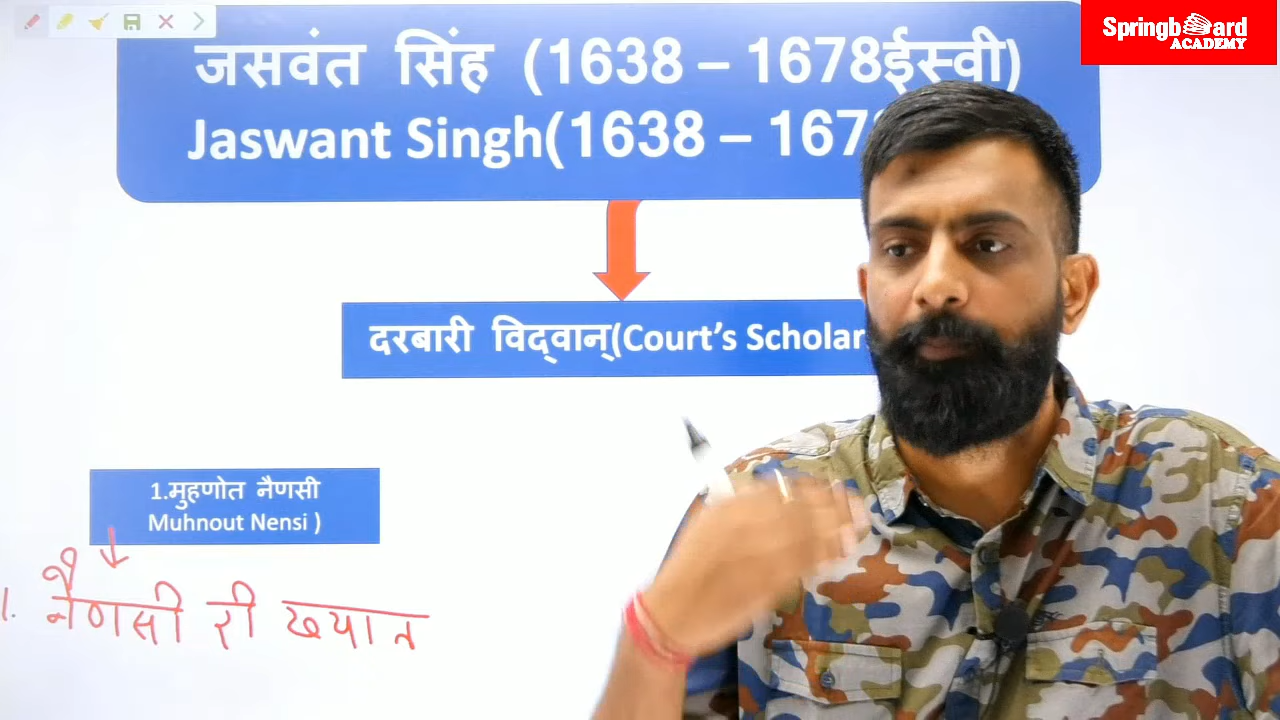 Springboard
ACADEMY
जसवंत सिंह (1638 – 1678ईस्वी)
Jaswant Singh(1638 – 167
दरबारी विद्वान्(Court’s Scholar
1.मुहणोत नैणसी
Muhnout Nensi )
1. नैणसी री ख्यात